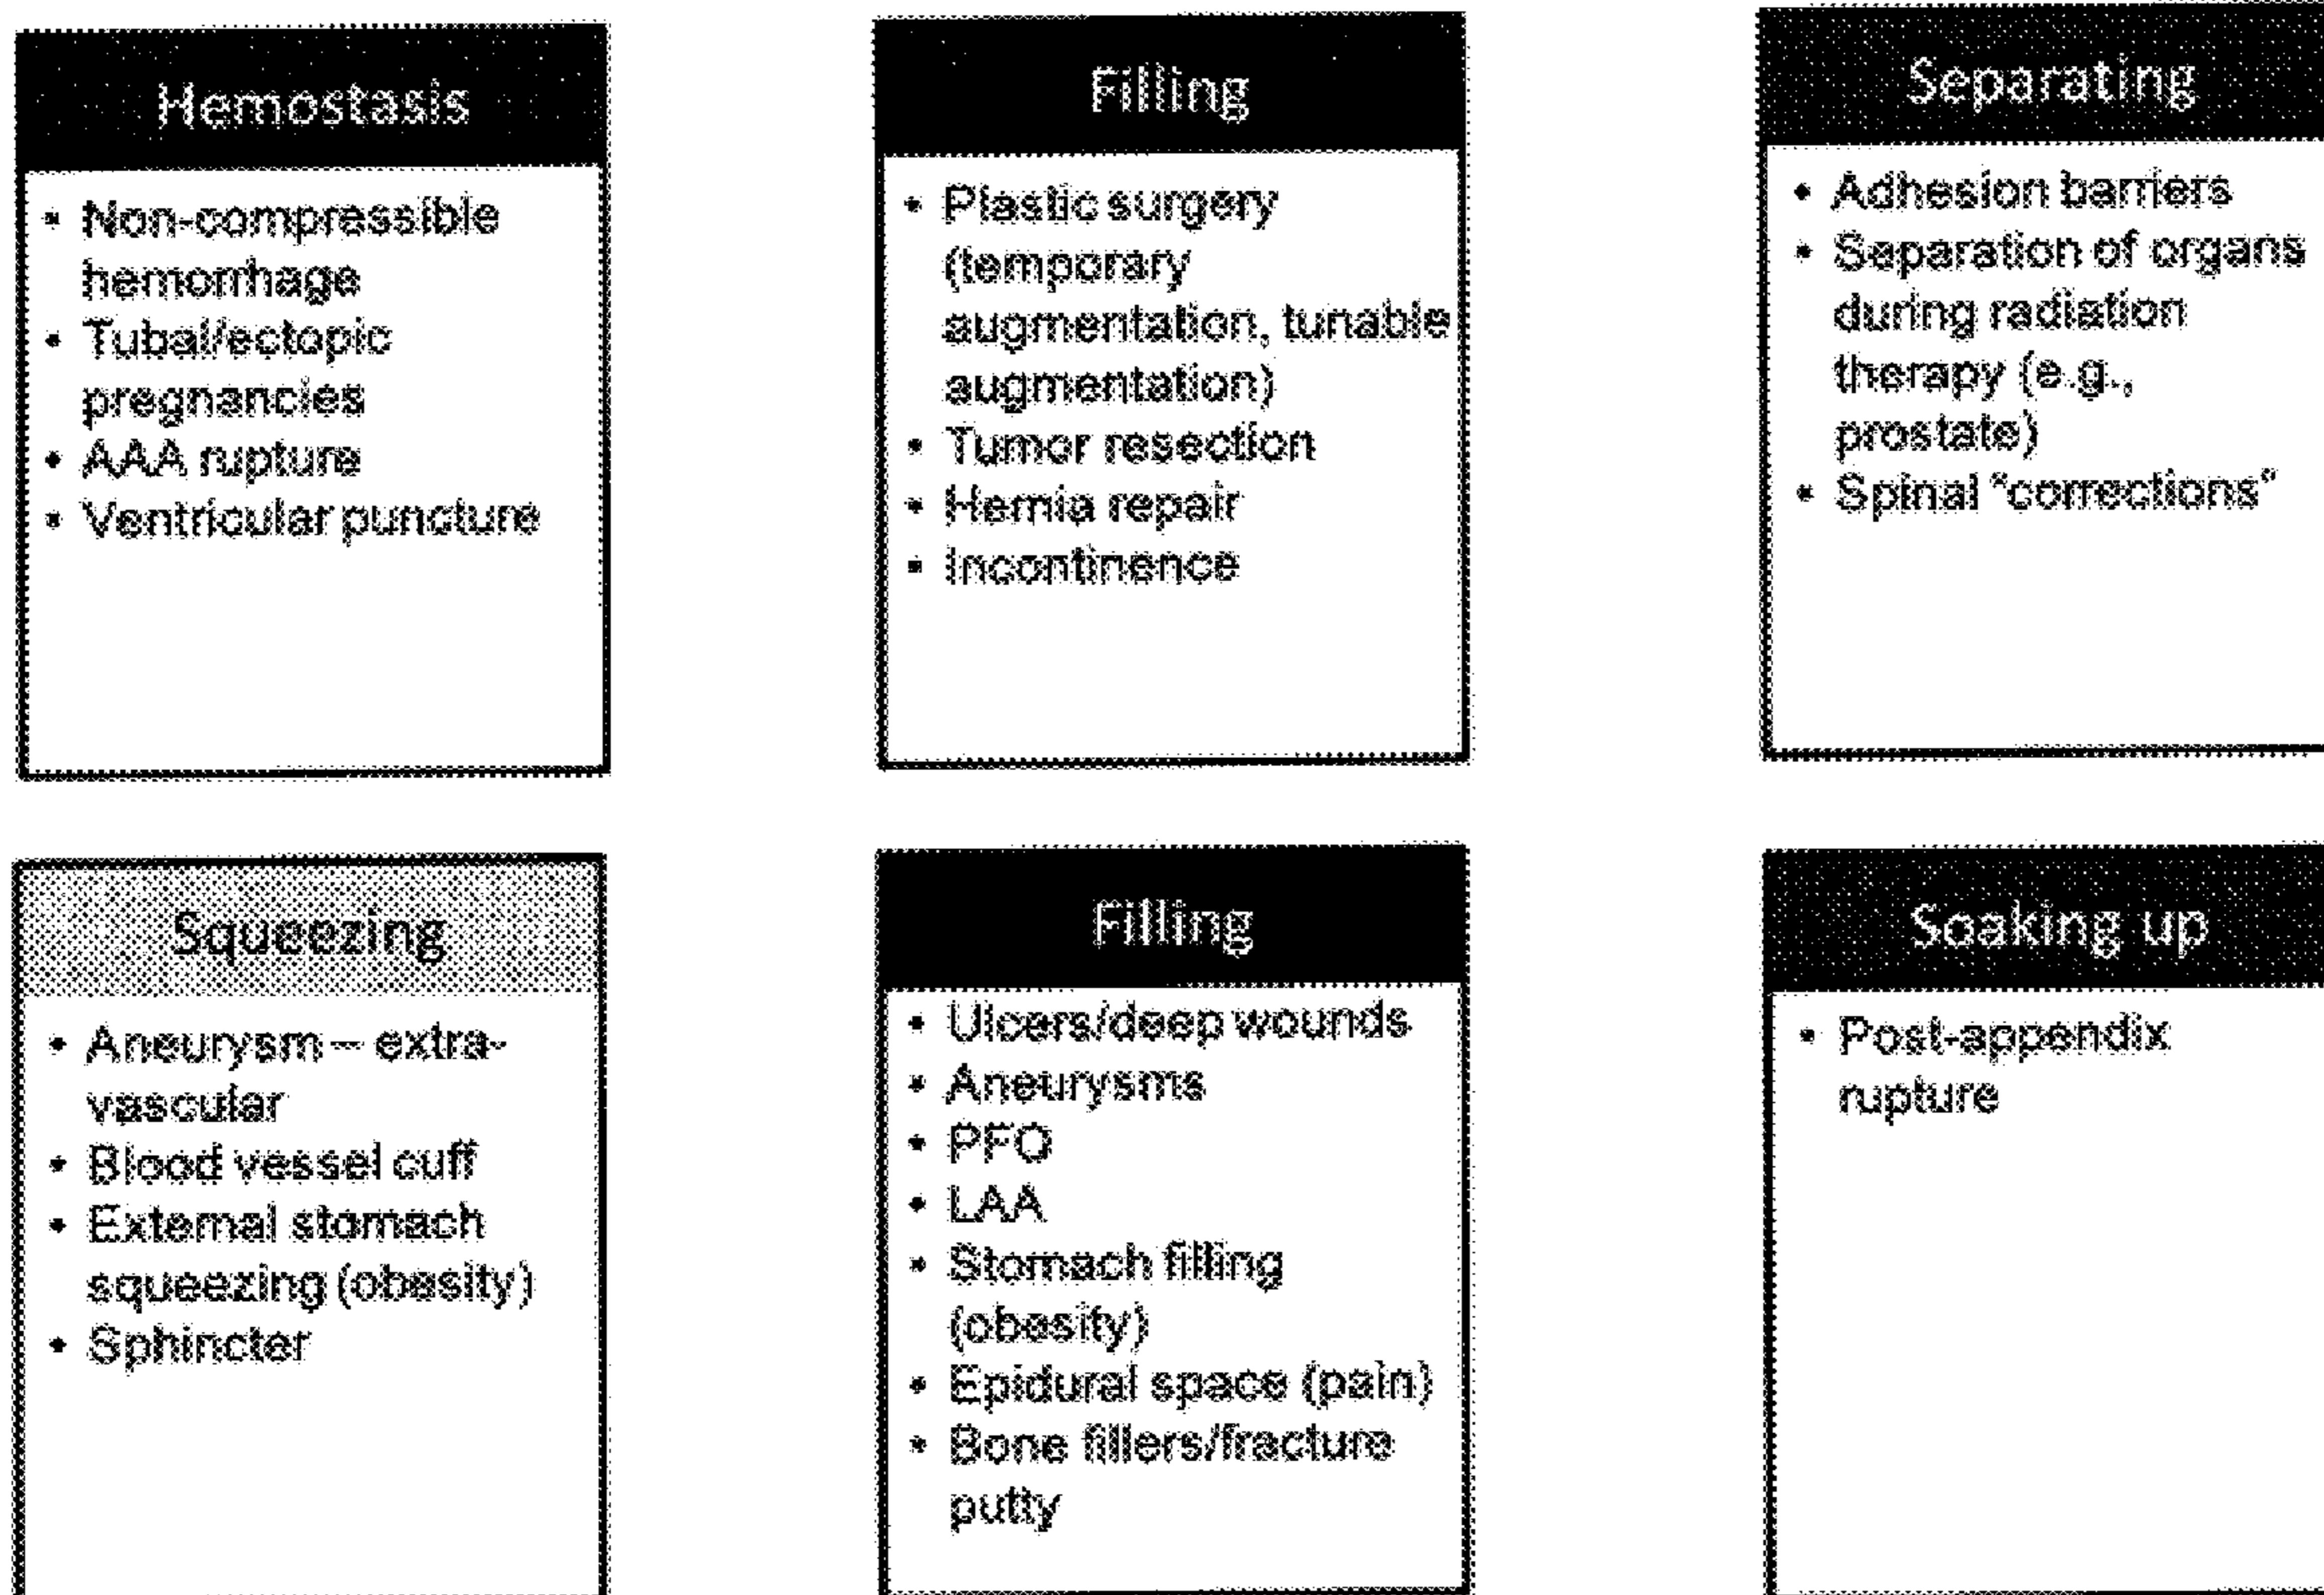 Hemostasis
• Non-compressible
hemorrhage
• Tubal/ectopic
pregnancies
• AAA rupture
• Ventricular puncture
Filling
• Plastic surgery
(temporary
augmentation, tunable
augmentation)
• Tumor resection
• Hernia repair
• Incontinence
Separating
• Adhesion barriers
• Separation of organs
during radiation
therapy (e.g.,
prostate)
• Spinal "corrections"
Squeezing
• Aneurysm – extra-
vascular
• Blood vessel cuff
• External stomach
squeezing (obesity)
• Sphincter
Filling
• Ulcers/deep wounds
• Aneurysms
• PFO
• LAA
• Stomach filling
(obesity)
• Epidural space (pain)
• Bone fillers/fracture
putty
Soaking up
• Post-appendix
rupture